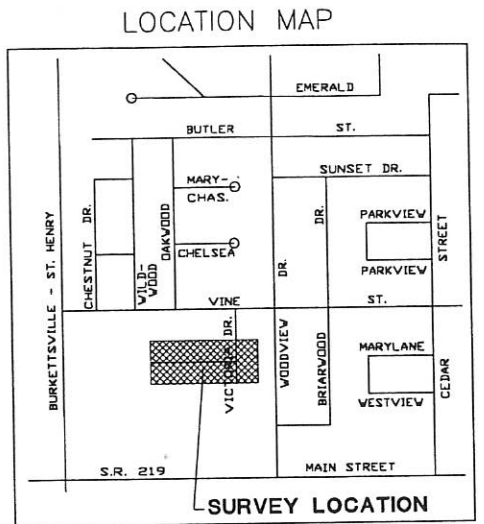 LOCATION MAP
EMERALD
BUTLER ST.
SUNSET DR.
MARY-
CHAS.
PARKVIEW
CHESTNUT DR.
WILD-
WOOD
OAKWOOD
CHELSEA
DR.
DR.
PARKVIEW
STREET
VINE ST.
BURKETTSVILLE - ST. HENRY
VICTORIA DR.
WOODVIEW
BRIARWOOD
MARYLANE
CEDAR
WESTVIEW
S.R. 219
MAIN STREET
SURVEY LOCATION